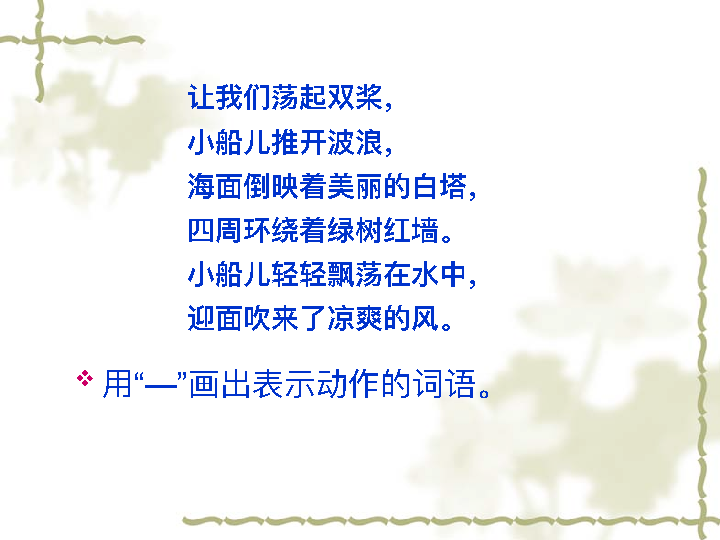 让我们荡起双桨，
小船儿推开波浪，
海面倒映着美丽的白塔，
四周环绕着绿树红墙。
小船儿轻轻飘荡在水中，
迎面吹来了凉爽的风。
用“—”画出表示动作的词语。